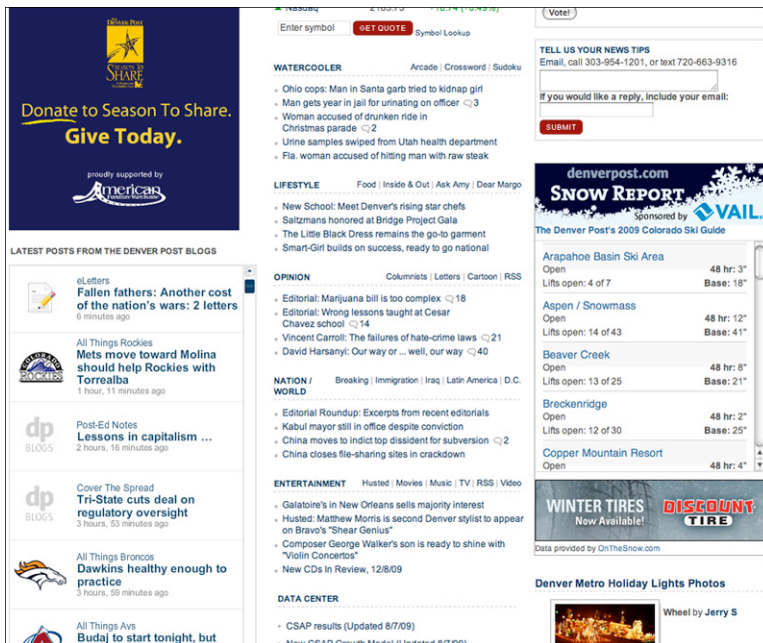 THE DENVER POST
SEASON TO SHARE
Donate to Season To Share.
Give Today.
proudly supported by
American
Furniture Warehouse
LATEST POSTS FROM THE DENVER POST BLOGS
eLetters
Fallen fathers: Another cost
of the nation's wars: 2 letters
6 minutes ago
All Things Rockies
COLORADO
ROCKIES
Mets move toward Molina
should help Rockies with
Torrealba
1 hour, 11 minutes ago
dp
BLOGS
Post-Ed Notes
Lessons in capitalism …
2 hours, 16 minutes ago
dp
BLOGS
Cover The Spread
Tri-State cuts deal on
regulatory oversight
3 hours, 53 minutes ago
All Things Broncos
Dawkins healthy enough to
practice
3 hours, 59 minutes ago
All Things Avs
Budaj to start tonight, but
Nasdaq 2183.73 +10.74 (+0.49%)
Enter symbol GET QUOTE Symbol Lookup
WATERCOOLER Arcade | Crossword | Sudoku
Ohio cops: Man in Santa garb tried to kidnap girl
Man gets year in jail for urinating on officer 3
Woman accused of drunken ride in
Christmas parade 2
Urine samples swiped from Utah health department
Fla. woman accused of hitting man with raw steak
LIFESTYLE Food | Inside & Out | Ask Amy | Dear Margo
New School: Meet Denver's rising star chefs
Saltzmans honored at Bridge Project Gala
The Little Black Dress remains the go-to garment
Smart-Girl builds on success, ready to go national
OPINION Columnists | Letters | Cartoon | RSS
Editorial: Marijuana bill is too complex 18
Editorial: Wrong lessons taught at Cesar
Chavez school 14
Vincent Carroll: The failures of hate-crime laws 21
David Harsanyi: Our way or ... well, our way 40
NATION / Breaking | Immigration | Iraq | Latin America | D.C.
WORLD
Editorial Roundup: Excerpts from recent editorials
Kabul mayor still in office despite conviction
China moves to indict top dissident for subversion 2
China closes file-sharing sites in crackdown
ENTERTAINMENT Husted | Movies | Music | TV | RSS | Video
Galatoire's in New Orleans sells majority interest
Husted: Matthew Morris is second Denver stylist to appear
on Bravo's "Shear Genius"
Composer George Walker's son is ready to shine with
"Violin Concertos"
New CDs In Review, 12/8/09
DATA CENTER
CSAP results (Updated 8/7/09)
New CSAP Growth Model (Updated 8/7/09)
Vote!
TELL US YOUR NEWS TIPS
Email, call 303-954-1201, or text 720-663-9316
If you would like a reply, include your email:
SUBMIT
denverpost.com
SNOW REPORT
Sponsored by VAIL.
The Denver Post's 2009 Colorado Ski Guide
Arapahoe Basin Ski Area
Open 48 hr: 3"
Lifts open: 4 of 7 Base: 18"
Aspen / Snowmass
Open 48 hr: 12"
Lifts open: 14 of 43 Base: 41"
Beaver Creek
Open 48 hr: 8"
Lifts open: 13 of 25 Base: 21"
Breckenridge
Open 48 hr: 2"
Lifts open: 12 of 30 Base: 25"
Copper Mountain Resort
Open 48 hr: 4"
WINTER TIRES
Now Available!
DISCOUNT
TIRE
Data provided by OnTheSnow.com
Denver Metro Holiday Lights Photos
Wheel by Jerry S